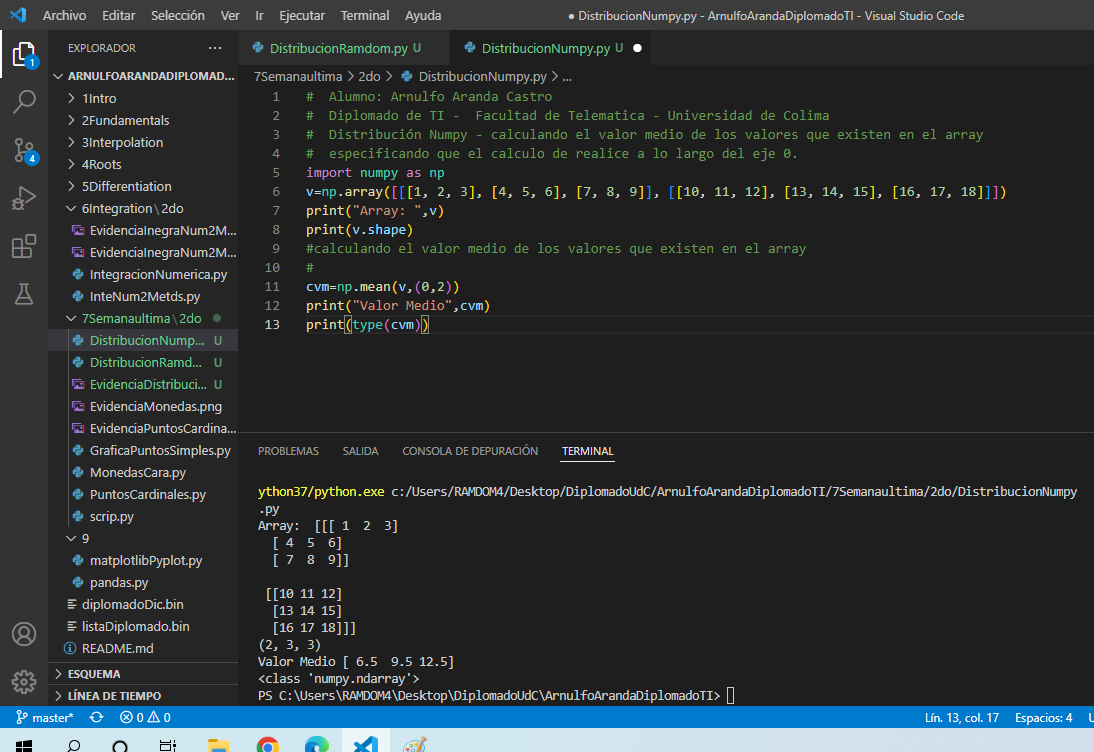 Archivo Editar Selección Ver Ir Ejecutar Terminal Ayuda ● DistribucionNumpy.py - ArnulfoArandaDiplomadoTI - Visual Studio Code
EXPLORADOR ...
ARNULFOARANDADIPLOMAD...
1Intro
2Fundamentals
3Interpolation
4Roots
5Differentiation
6Integration\2do
EvidenciaInegraNum2M...
EvidenciaInegraNum2M...
IntegracionNumerica.py
InteNum2Metds.py
7Semanaultima\2do
DistribucionNump... U
DistribucionRamd... U
EvidenciaDistribuci... U
EvidenciaMonedas.png
EvidenciaPuntosCardina...
GraficaPuntosSimples.py
MonedasCara.py
PuntosCardinales.py
scrip.py
9
matplotlibPyplot.py
pandas.py
diplomadoDic.bin
listaDiplomado.bin
README.md
ESQUEMA
LÍNEA DE TIEMPO
1
4
DistribucionRamdom.py U DistribucionNumpy.py U ●
7Semanaultima > 2do > DistribucionNumpy.py > ...
1 # Alumno: Arnulfo Aranda Castro
2 # Diplomado de TI - Facultad de Telematica - Universidad de Colima
3 # Distribución Numpy - calculando el valor medio de los valores que existen en el array
4 # especificando que el calculo de realice a lo largo del eje 0.
5 import numpy as np
6 v=np.array([[[1, 2, 3], [4, 5, 6], [7, 8, 9]], [[10, 11, 12], [13, 14, 15], [16, 17, 18]]])
7 print("Array: ",v)
8 print(v.shape)
9 #calculando el valor medio de los valores que existen en el array
10 #
11 cvm=np.mean(v,(0,2))
12 print("Valor Medio",cvm)
13 print(type(cvm))
PROBLEMAS SALIDA CONSOLA DE DEPURACIÓN TERMINAL
ython37/python.exe c:/Users/RAMDOM4/Desktop/DiplomadoUdC/ArnulfoArandaDiplomadoTI/7Semanaultima/2do/DistribucionNumpy
.py
Array:  [[[ 1  2  3]
[ 4  5  6]
[ 7  8  9]]
[[10 11 12]
[13 14 15]
[16 17 18]]]
(2, 3, 3)
Valor Medio [ 6.5  9.5 12.5]
<class 'numpy.ndarray'>
PS C:\Users\RAMDOM4\Desktop\DiplomadoUdC\ArnulfoArandaDiplomadoTI>
master* 0 0 Lín. 13, col. 17 Espacios: 4